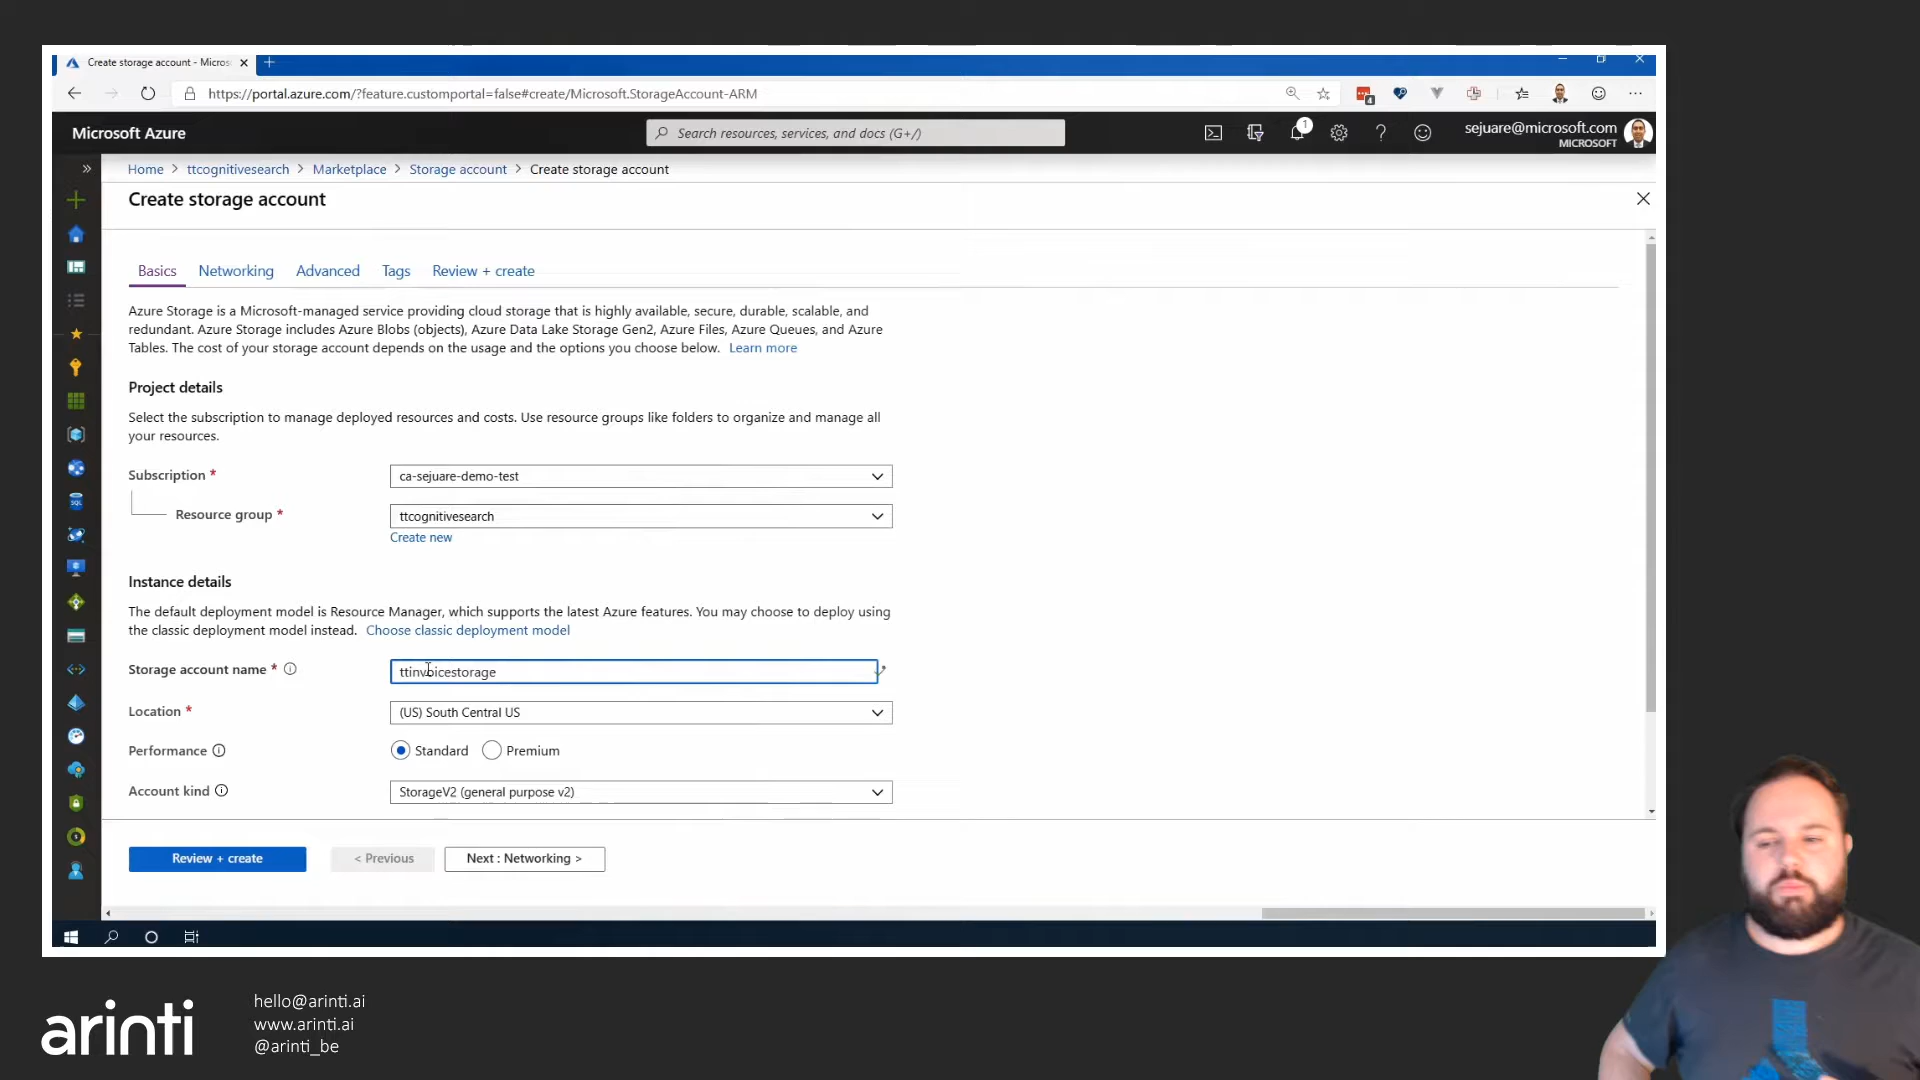 Create storage account - Micros
https://portal.azure.com/?feature.customportal=false#create/Microsoft.StorageAccount-ARM
4
Microsoft Azure
Search resources, services, and docs (G+/)
1
sejuare@microsoft.com
MICROSOFT
Home > ttcognitivesearch > Marketplace > Storage account > Create storage account
Create storage account
Basics
Networking
Advanced
Tags
Review + create
Azure Storage is a Microsoft-managed service providing cloud storage that is highly available, secure, durable, scalable, and
redundant. Azure Storage includes Azure Blobs (objects), Azure Data Lake Storage Gen2, Azure Files, Azure Queues, and Azure
Tables. The cost of your storage account depends on the usage and the options you choose below. Learn more
Project details
Select the subscription to manage deployed resources and costs. Use resource groups like folders to organize and manage all
your resources.
Subscription *
ca-sejuare-demo-test
Resource group *
ttcognitivesearch
Create new
Instance details
The default deployment model is Resource Manager, which supports the latest Azure features. You may choose to deploy using
the classic deployment model instead. Choose classic deployment model
Storage account name *
ttinvoicestorage
Location *
(US) South Central US
Performance
Standard
Premium
Account kind
StorageV2 (general purpose v2)
Review + create
< Previous
Next : Networking >
arinti
hello@arinti.ai
www.arinti.ai
@arinti_be